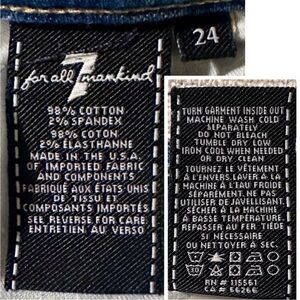 24
7
for all mankind
98% COTTON
2% SPANDEX
98% COTON
2% ELASTHANNE
MADE IN THE U.S.A.
OF IMPORTED FABRIC
AND COMPONENTS
FABRIQUÉ AUX ÉTATS-UNIS
DE TISSU ET
COMPOSANTS IMPORTÉS
SEE REVERSE FOR CARE
ENTRETIEN AU VERSO
TURN GARMENT INSIDE OUT
MACHINE WASH COLD
SEPARATELY
DO NOT BLEACH
TUMBLE DRY LOW
IRON COOL WHEN NEEDED
OR DRY CLEAN
TOURNEZ LE VÊTEMENT
À L'ENVERS, LAVER À LA
MACHINE À L'EAU FROIDE
SÉPARÉMENT. NE PAS
UTILISER DE JAVELLISANT.
SÉCHER À LA MACHINE
À BASSE TEMPÉRATURE.
REPASSER AU FER TIÈDE
SI NÉCESSAIRE
OU NETTOYER À SEC.
RN # 115561
CA # 56266